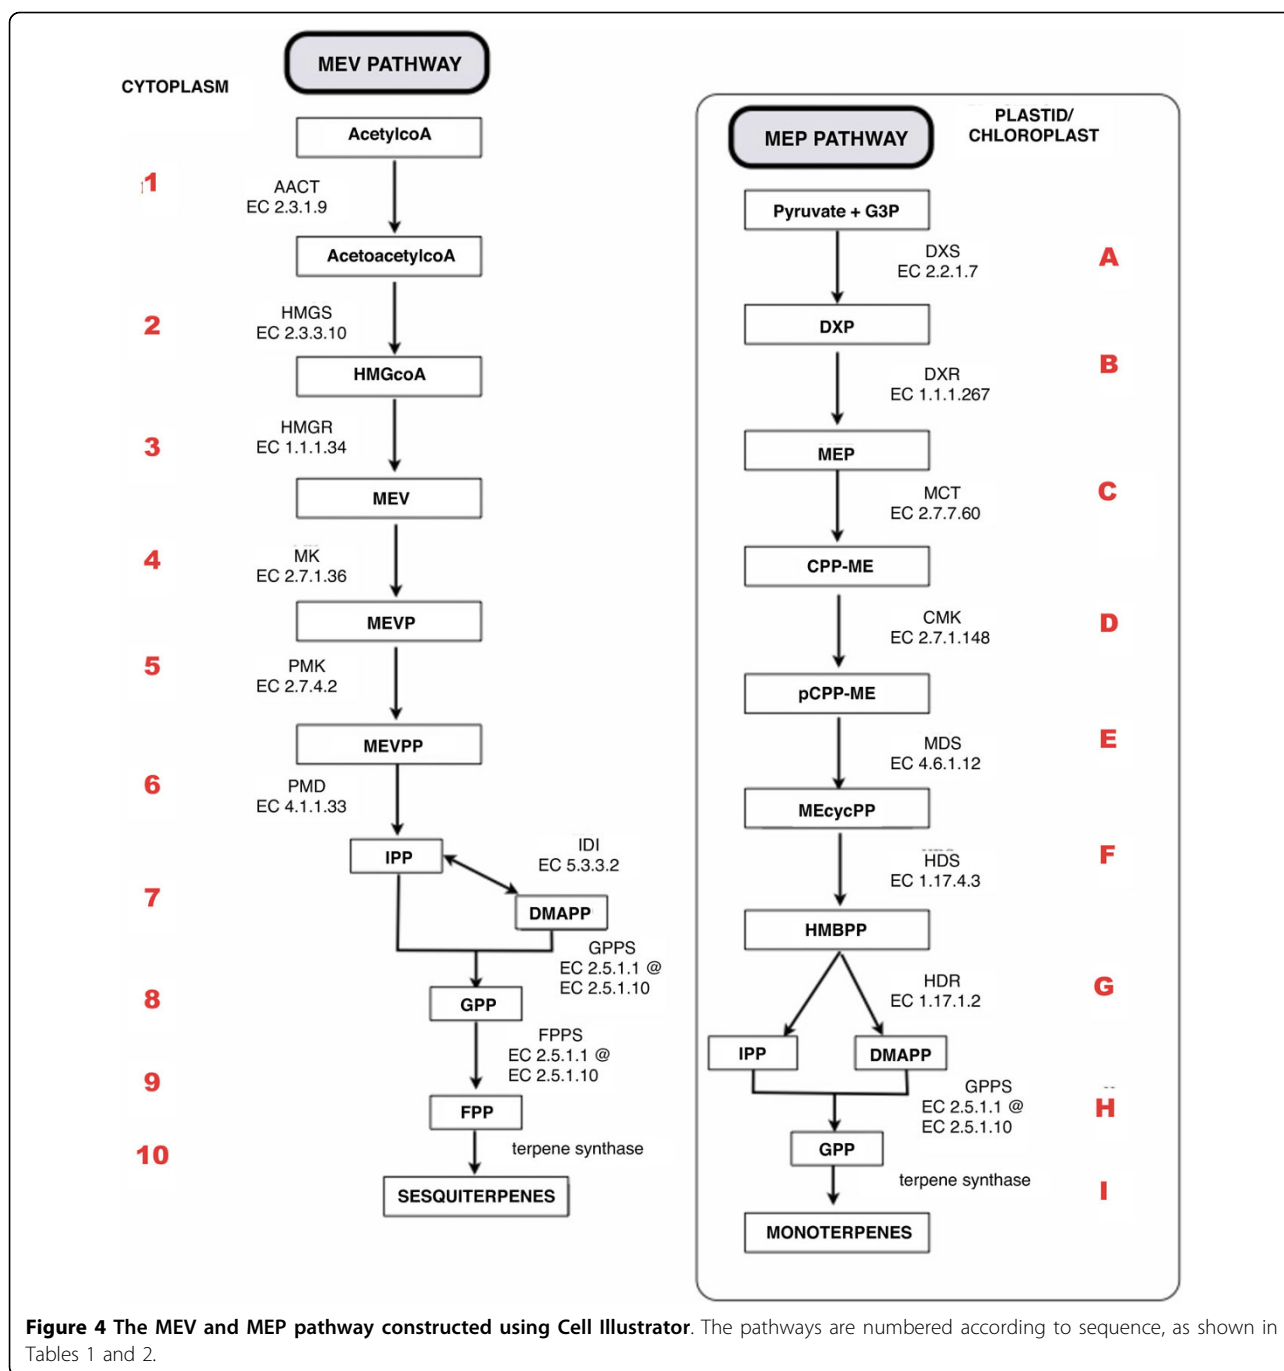 MEV PATHWAY
CYTOPLASM
AcetylcoA
1
AACT
EC 2.3.1.9
AcetoacetylcoA
2
HMGS
EC 2.3.3.10
HMGcoA
3
HMGR
EC 1.1.1.34
MEV
4
MK
EC 2.7.1.36
MEVP
5
PMK
EC 2.7.4.2
MEVPP
6
PMD
EC 4.1.1.33
IPP
IDI
EC 5.3.3.2
7
DMAPP
GPPS
EC 2.5.1.1 @
EC 2.5.1.10
8
GPP
FPPS
EC 2.5.1.1 @
EC 2.5.1.10
9
FPP
10
terpene synthase
SESQUITERPENES
MEP PATHWAY
PLASTID/
CHLOROPLAST
Pyruvate + G3P
DXS
EC 2.2.1.7
A
DXP
B
DXR
EC 1.1.1.267
MEP
MCT
EC 2.7.7.60
C
CPP-ME
CMK
EC 2.7.1.148
D
pCPP-ME
MDS
EC 4.6.1.12
E
MEcycPP
HDS
EC 1.17.4.3
F
HMBPP
HDR
EC 1.17.1.2
G
IPP
DMAPP
GPPS
EC 2.5.1.1 @
EC 2.5.1.10
H
GPP
terpene synthase
I
MONOTERPENES
Figure 4 The MEV and MEP pathway constructed using Cell Illustrator. The pathways are numbered according to sequence, as shown in
Tables 1 and 2.